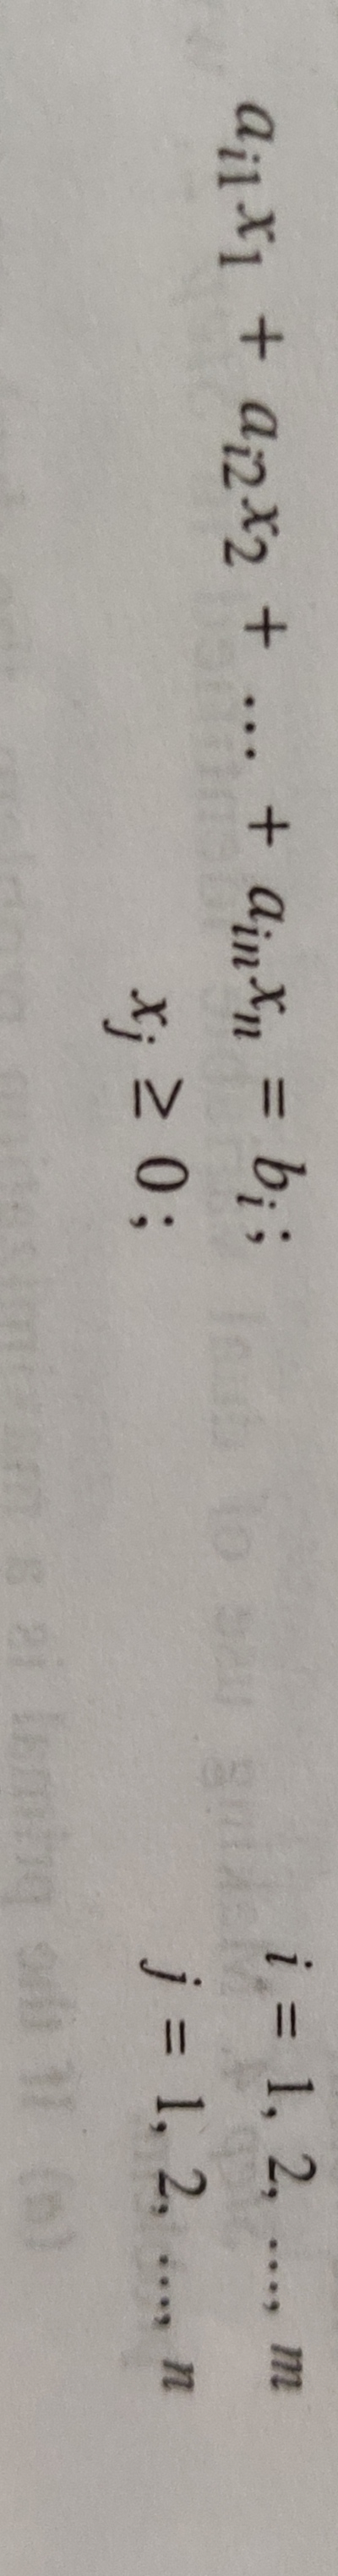 a_{i1}x_1 + a_{i2}x_2 + ... + a_{in}x_n = b_i; i = 1, 2, ..., m
x_j ≥ 0; j = 1, 2, ..., n